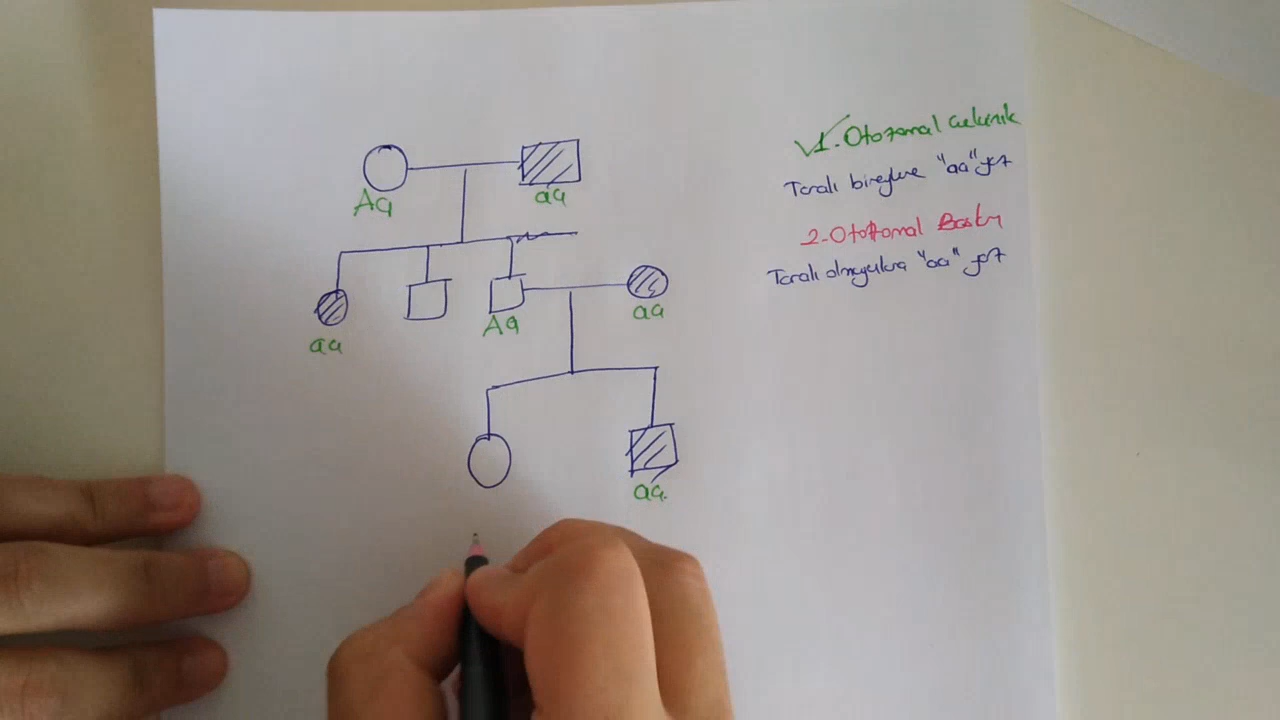 1. Otozomal Çekinik
Taralı bireylere "aa" yaz
2-Otozomal Baskın
Taralı olmayanlara "aa" yaz
Aa
aa
aa
Aa
aa
aa